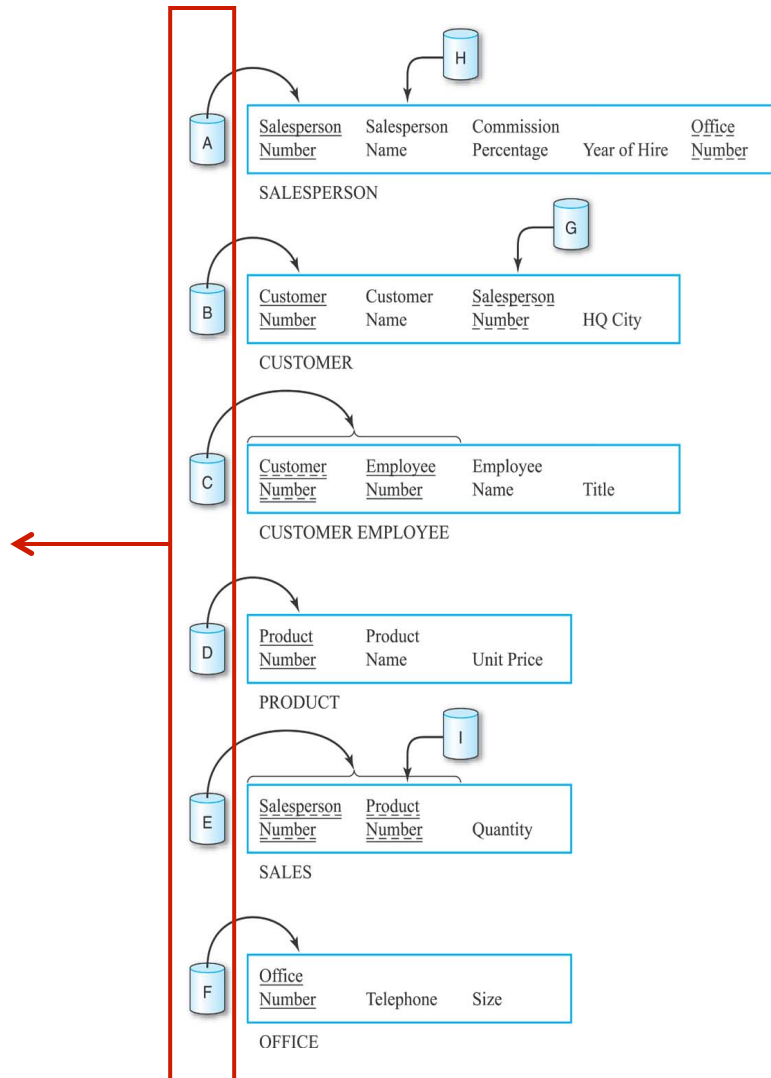 H
A
Salesperson Salesperson Commission Office
Number Name Percentage Year of Hire Number
SALESPERSON
G
B
Customer Customer Salesperson
Number Name Number HQ City
CUSTOMER
C
Customer Employee Employee
Number Number Name Title
CUSTOMER EMPLOYEE
D
Product Product
Number Name Unit Price
PRODUCT
I
E
Salesperson Product
Number Number Quantity
SALES
F
Office
Number Telephone Size
OFFICE